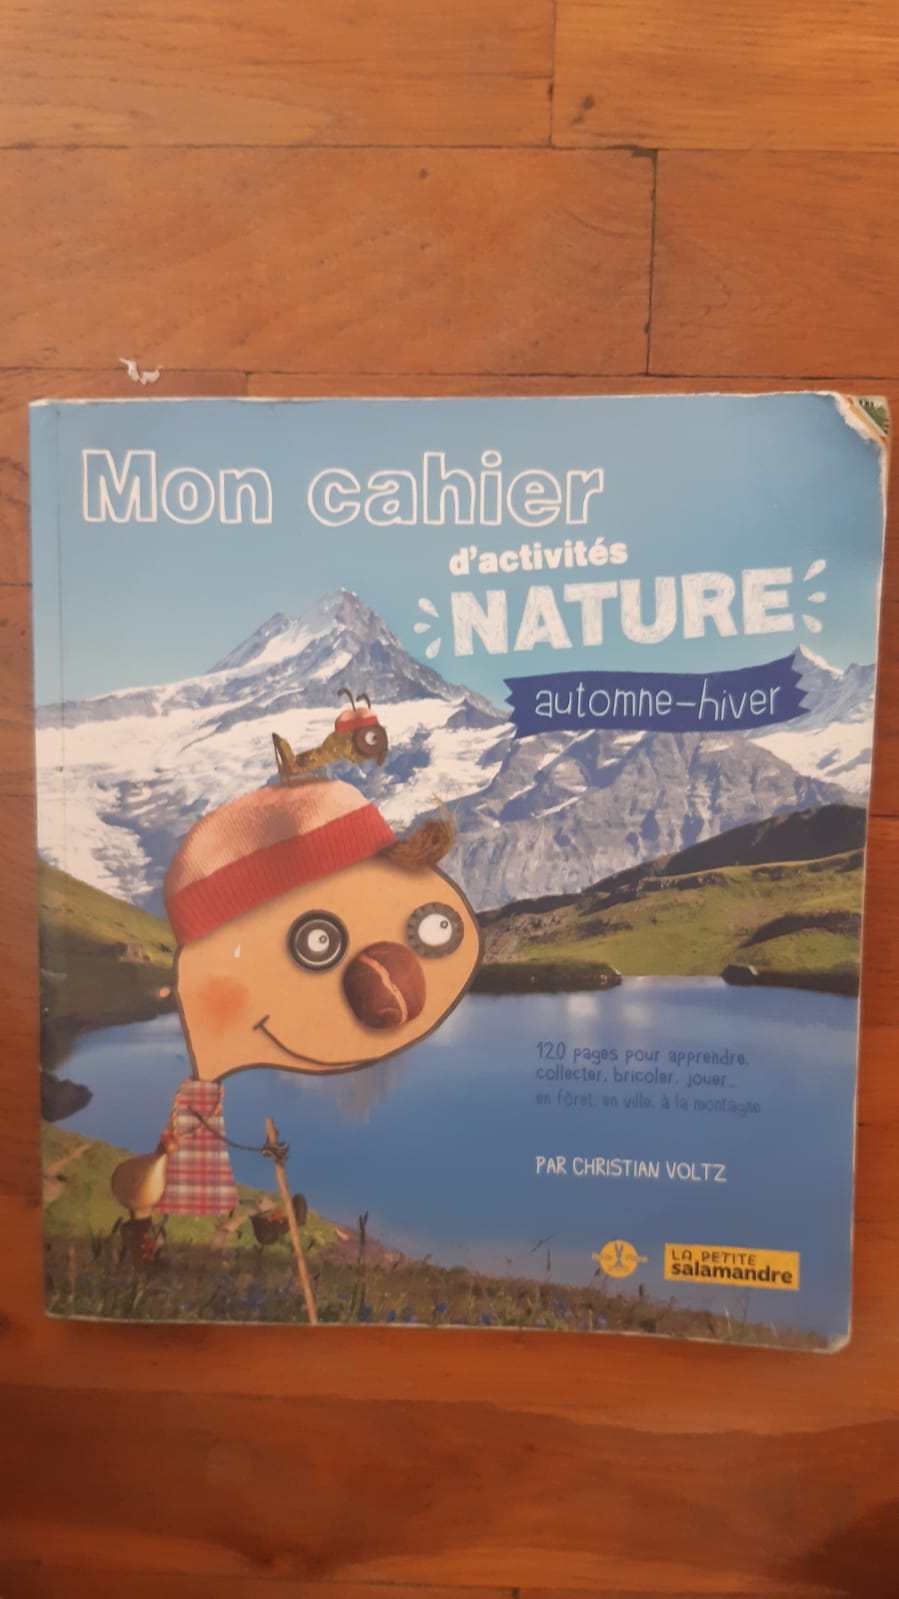 Mon cahier
d'activités
NATURE
automne-hiver
120 pages pour apprendre,
collecter, bricoler, jouer...
en fôret, en ville, à la montagne
PAR CHRISTIAN VOLTZ
LA PETITE
salamandre